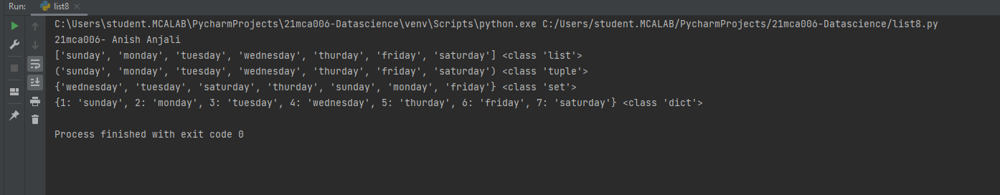 Run: list8
C:\Users\student.MCALAB\PycharmProjects\21mca006-Datascience\venv\Scripts\python.exe C:/Users/student.MCALAB/PycharmProjects/21mca006-Datascience/list8.py
21mca006- Anish Anjali
['sunday', 'monday', 'tuesday', 'wednesday', 'thurday', 'friday', 'saturday'] <class 'list'>
('sunday', 'monday', 'tuesday', 'wednesday', 'thurday', 'friday', 'saturday') <class 'tuple'>
{'wednesday', 'tuesday', 'saturday', 'thurday', 'sunday', 'monday', 'friday'} <class 'set'>
{1: 'sunday', 2: 'monday', 3: 'tuesday', 4: 'wednesday', 5: 'thurday', 6: 'friday', 7: 'saturday'} <class 'dict'>
Process finished with exit code 0